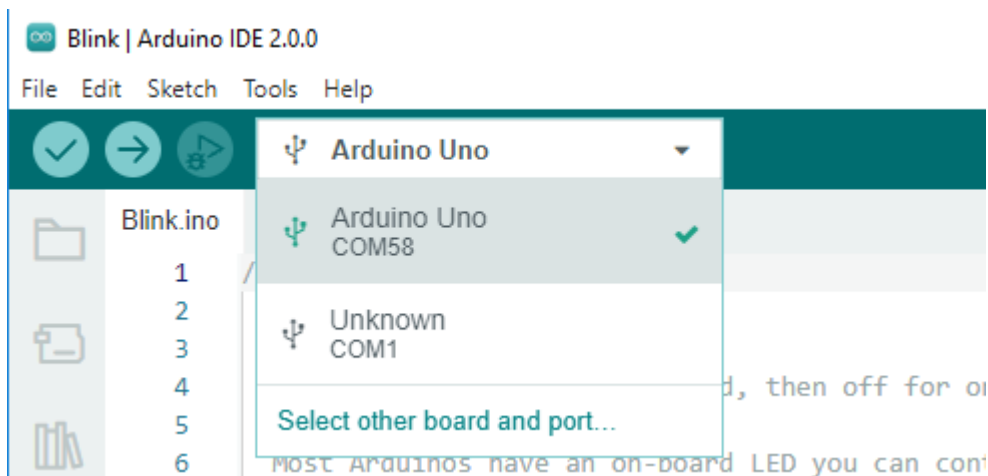 Blink | Arduino IDE 2.0.0
File Edit Sketch Tools Help
Arduino Uno
Blink.ino
Arduino Uno
COM58
1 /
2
Unknown
3
COM1
4 d, then off for
5
Select other board and port...
6 Most Arduinos have an on-board LED you can